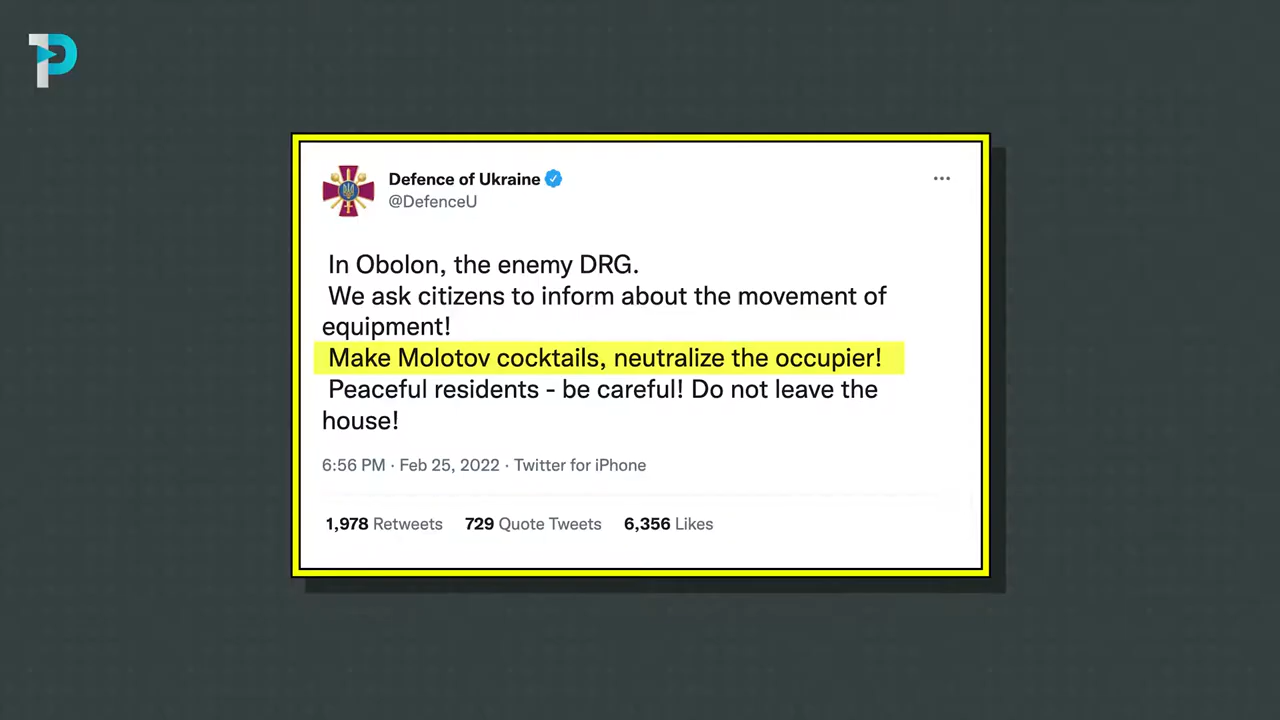 Defence of Ukraine
@DefenceU
In Obolon, the enemy DRG.
We ask citizens to inform about the movement of
equipment!
Make Molotov cocktails, neutralize the occupier!
Peaceful residents - be careful! Do not leave the
house!
6:56 PM · Feb 25, 2022 · Twitter for iPhone
1,978 Retweets 729 Quote Tweets 6,356 Likes